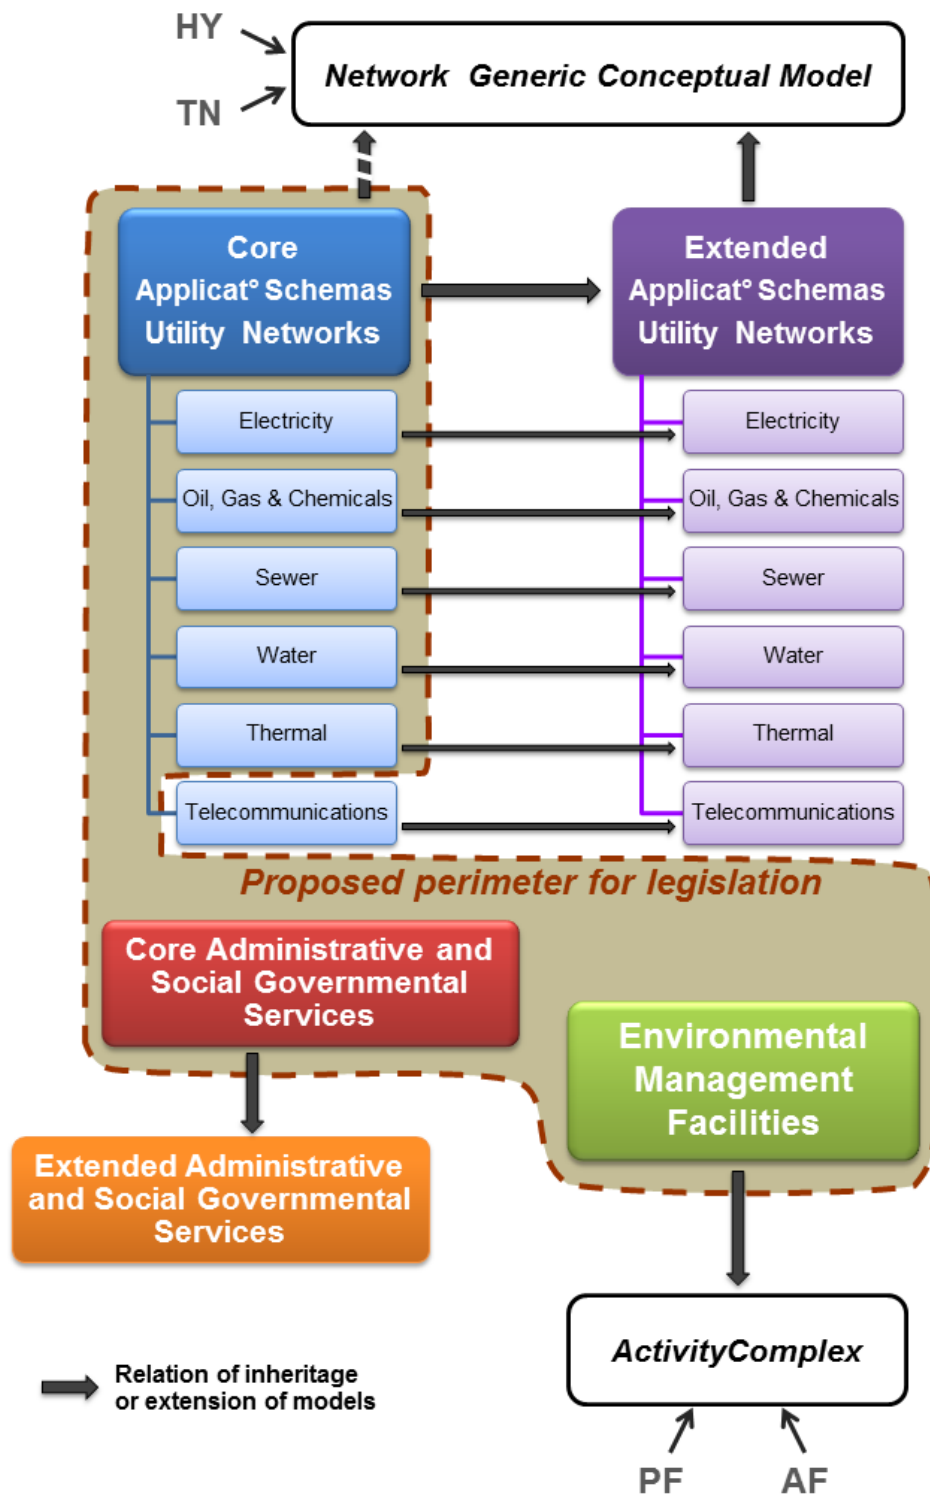 HY
Network Generic Conceptual Model
TN
Core
Applicat° Schemas
Utility Networks
Extended
Applicat° Schemas
Utility Networks
Electricity
Electricity
Oil, Gas & Chemicals
Oil, Gas & Chemicals
Sewer
Sewer
Water
Water
Thermal
Thermal
Telecommunications
Telecommunications
Proposed perimeter for legislation
Core Administrative and
Social Governmental
Services
Environmental
Management
Facilities
Extended Administrative
and Social Governmental
Services
ActivityComplex
Relation of inheritage
or extension of models
PF
AF